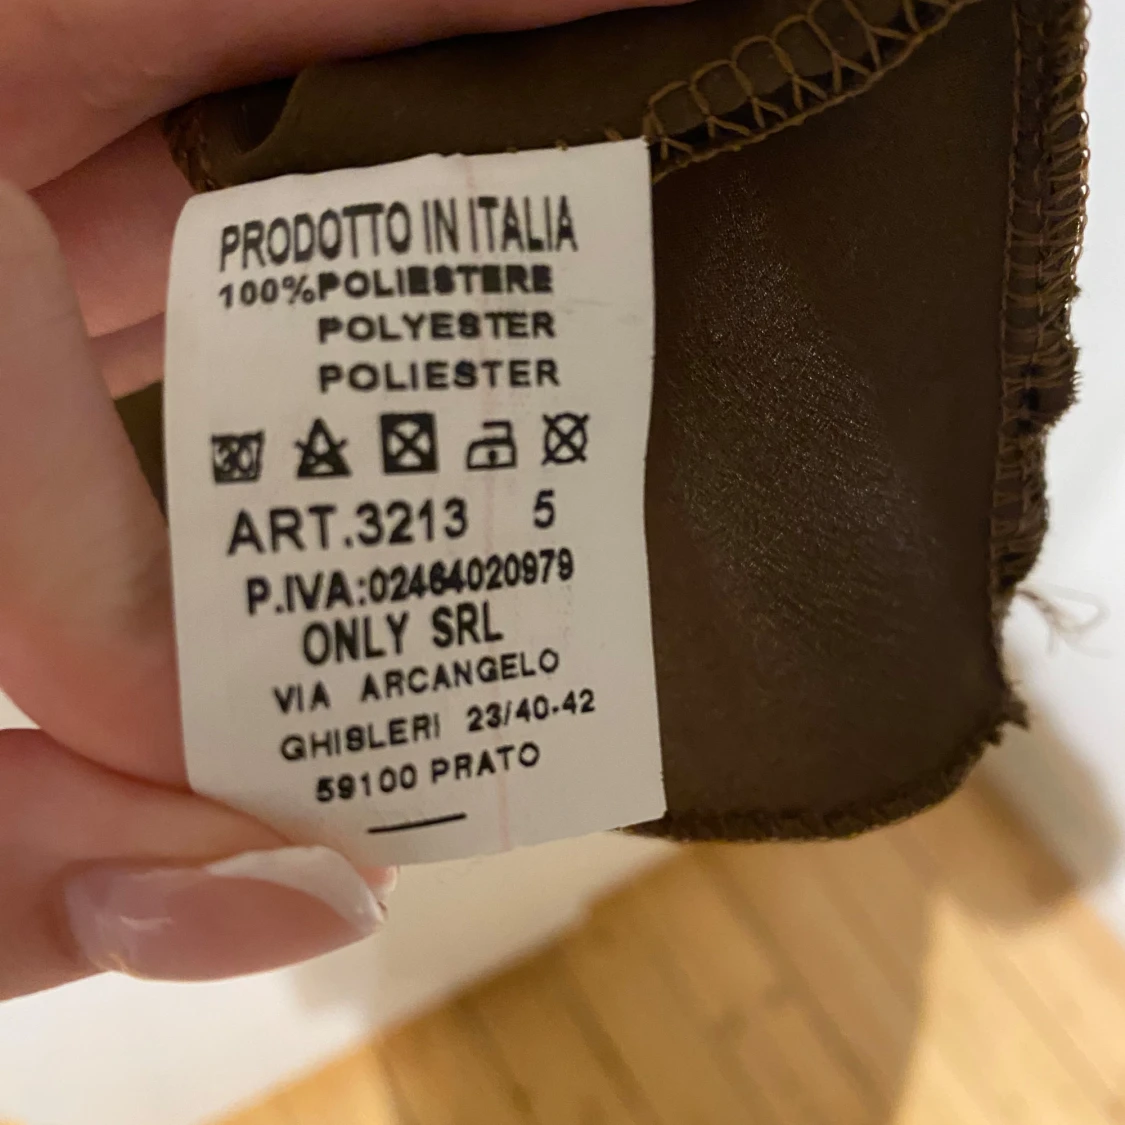 PRODOTTO IN ITALIA
100%POLIESTERE
POLYESTER
POLIESTER
30
ART.3213 5
P.IVA:02464020979
ONLY SRL
VIA ARCANGELO
GHISLERI 23/40-42
59100 PRATO